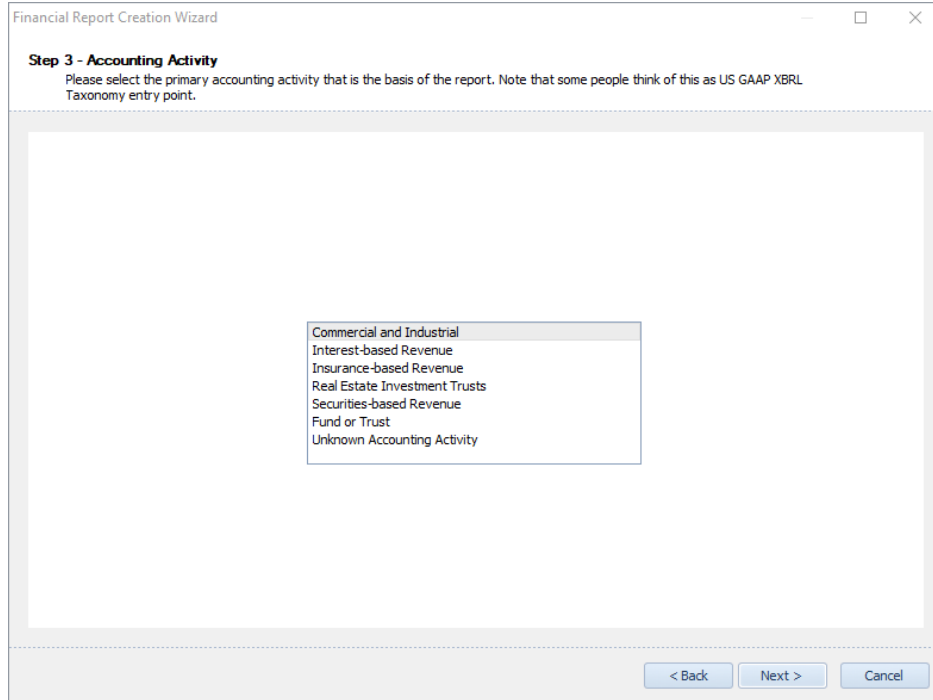 Financial Report Creation Wizard
Step 3 - Accounting Activity
Please select the primary accounting activity that is the basis of the report. Note that some people think of this as US GAAP XBRL
Taxonomy entry point.
Commercial and Industrial
Interest-based Revenue
Insurance-based Revenue
Real Estate Investment Trusts
Securities-based Revenue
Fund or Trust
Unknown Accounting Activity
< Back Next > Cancel